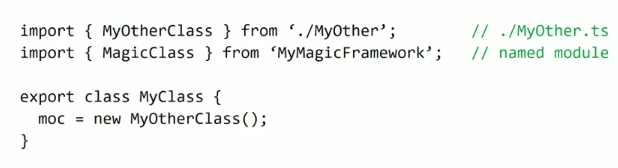 import { MyOtherClass } from ‘./MyOther’; // ./MyOther.ts
import { MagicClass } from ‘MyMagicFramework’; // named module
export class MyClass {
moc = new MyOtherClass();
}